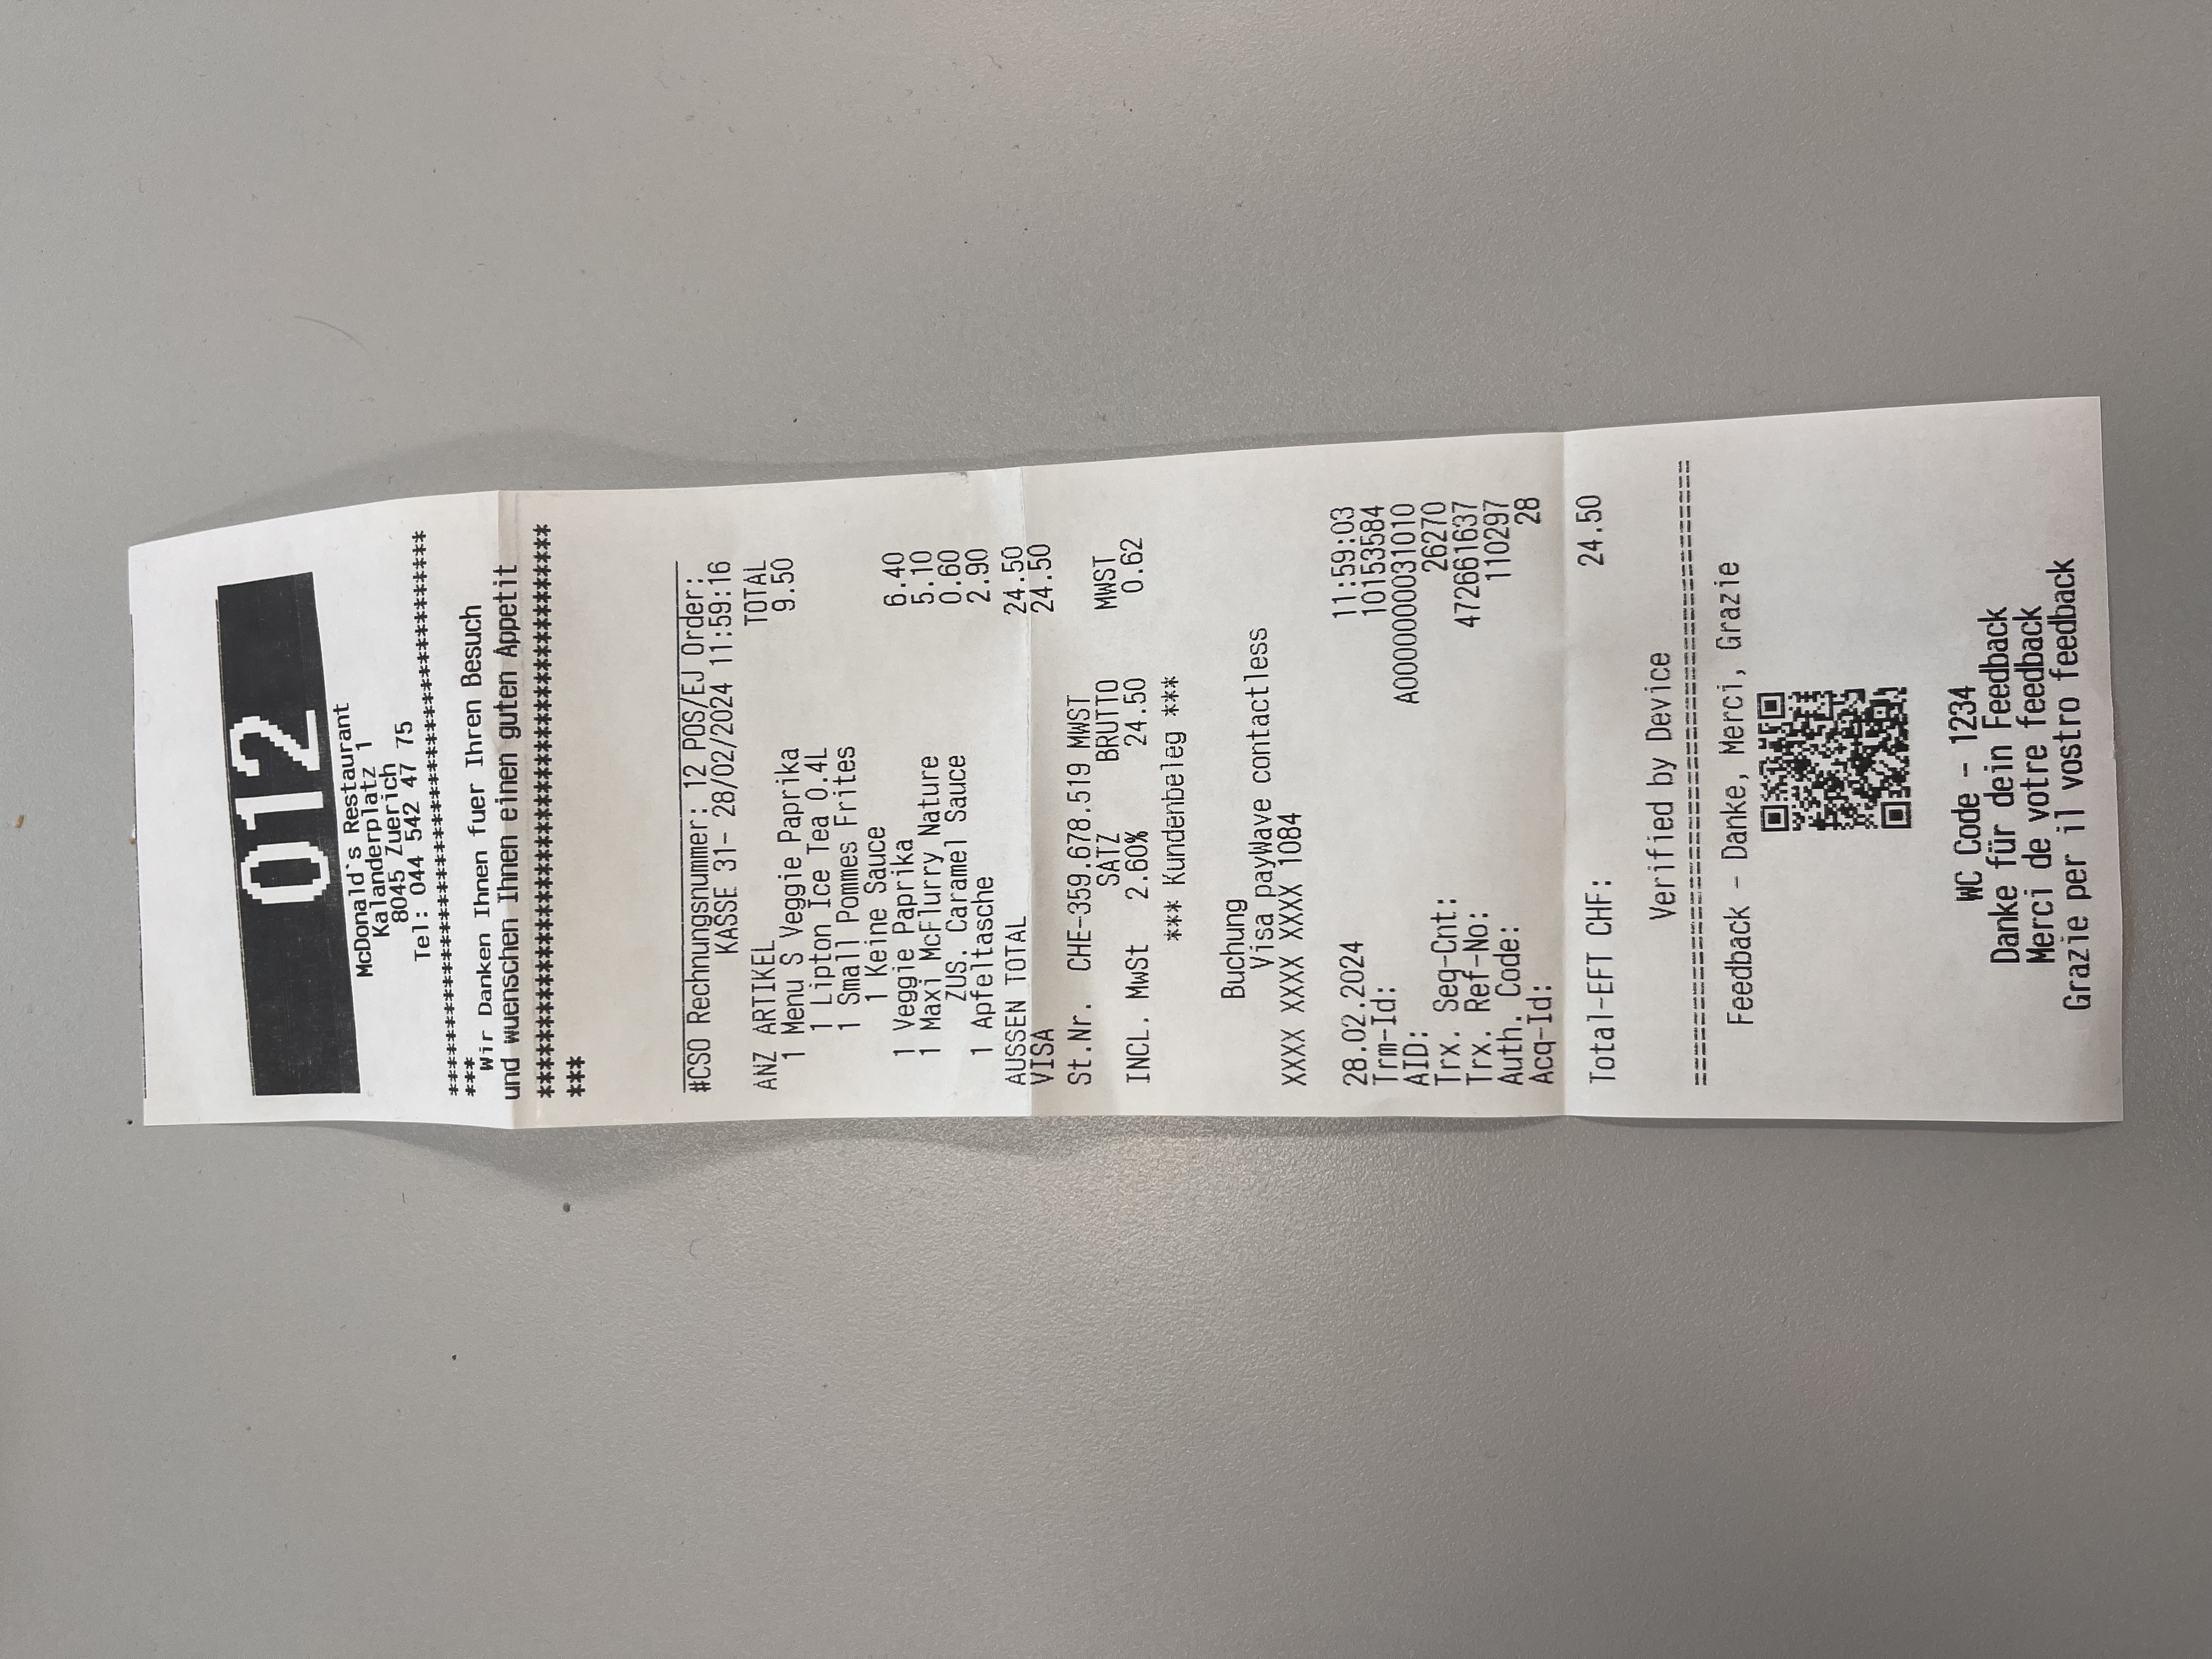 012
McDonald`s Restaurant
Kalanderplatz 1
8045 Zuerich
Tel: 044 542 47 75
******************************************
***
Wir Danken Ihnen fuer Ihren Besuch
und wuenschen Ihnen einen guten Appetit
******************************************
***
#CSO Rechnungsnummer: 12 POS/EJ Order:
KASSE 31- 28/02/2024 11:59:16
ANZ ARTIKEL TOTAL
1 Menu S Veggie Paprika 9.50
1 Lipton Ice Tea 0.4L
1 Small Pommes Frites
1 Keine Sauce
1 Veggie Paprika 6.40
1 Maxi McFlurry Nature 5.10
ZUS. Caramel Sauce 0.60
1 Apfeltasche 2.90
AUSSEN TOTAL 24.50
VISA 24.50
St.Nr. CHE-359.678.519 MWST
SATZ BRUTTO MWST
INCL. MwSt 2.60% 24.50 0.62
*** Kundenbeleg ***
Buchung
Visa payWave contactless
XXXX XXXX XXXX 1084
28.02.2024 11:59:03
Trm-Id: 10153584
AID: A0000000031010
Trx. Seq-Cnt: 26270
Trx. Ref-No: 472661637
Auth. Code: 110297
Acq-Id: 28
Total-EFT CHF: 24.50
Verified by Device
===========================================
Feedback - Danke, Merci, Grazie
WC Code - 1234
Danke für dein Feedback
Merci de votre feedback
Grazie per il vostro feedback